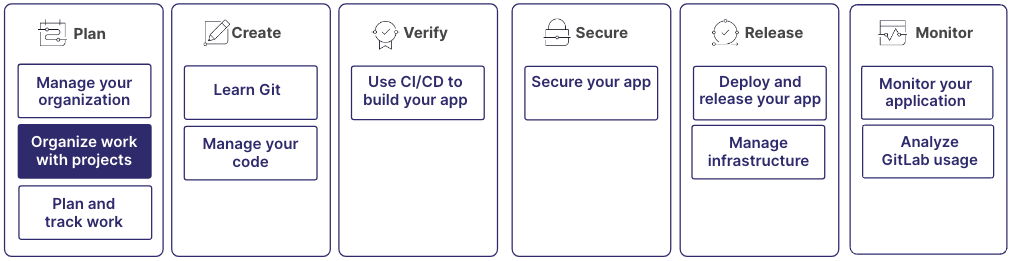 Plan
Manage your
organization
Organize work
with projects
Plan and
track work
Create
Learn Git
Manage your
code
Verify
Use CI/CD to
build your app
Secure
Secure your app
Release
Deploy and
release your app
Manage
infrastructure
Monitor
Monitor your
application
Analyze
GitLab usage